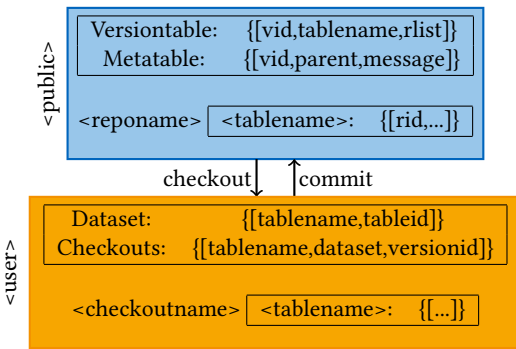 <public>
Versiontable: {[vid,tablename,rlist]}
Metatable: {[vid,parent,message]}
<reponame> <tablename>: {[rid,...]}
checkout commit
<user>
Dataset: {[tablename,tableid]}
Checkouts: {[tablename,dataset,versionid]}
<checkoutname> <tablename>: {[...]}